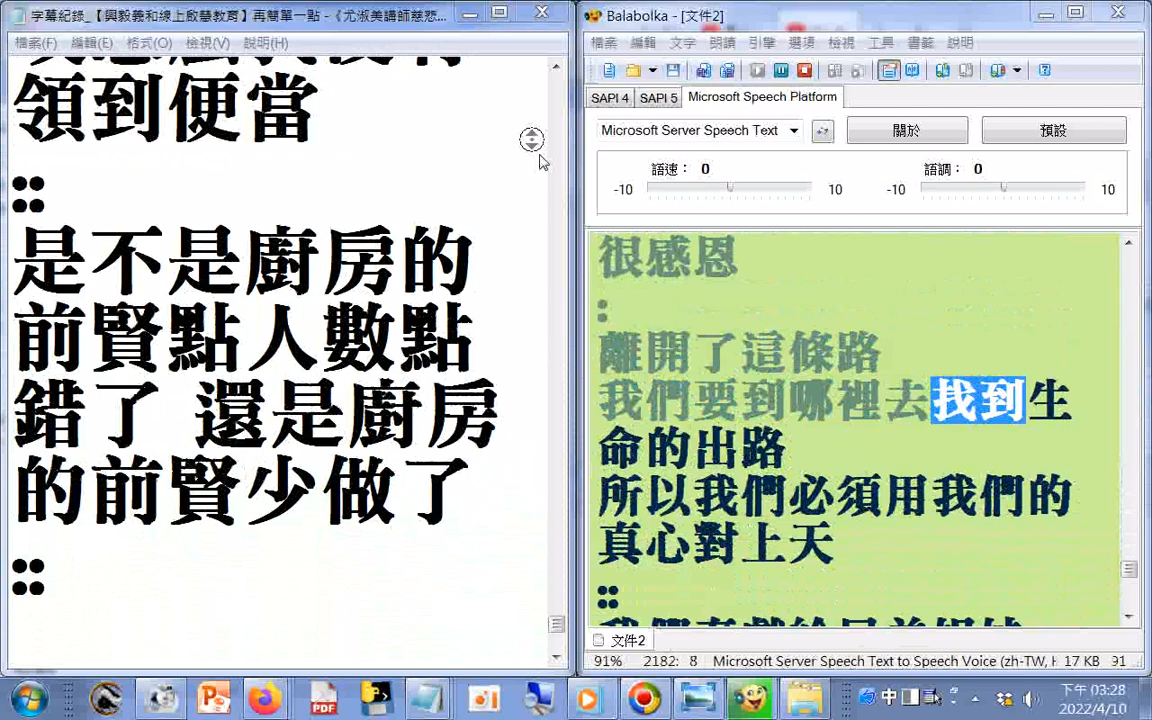 字幕紀錄_【興毅義和線上啟慧教育】再簡單一點 -《尤淑美講師慈悲...
檔案(F) 編輯(E) 格式(O) 檢視(V) 說明(H)
領到便當
::
是不是廚房的
前賢點人數點
錯了 還是廚房
的前賢少做了
::
Balabolka - [文件2]
檔案 編輯 文字 朗讀 引擎 選項 檢視 工具 書籤 說明
SAPI 4 SAPI 5 Microsoft Speech Platform
Microsoft Server Speech Text 關於 預設
語速： 0 語調： 0
-10 10 -10 10
很感恩
:
離開了這條路
我們要到哪裡去找到生
命的出路
所以我們必須用我們的
真心對上天
::
文件2
91% 2182: 8 Microsoft Server Speech Text to Speech Voice (zh-TW, H 17 KB 91
中 下午 03:28
2022/4/10